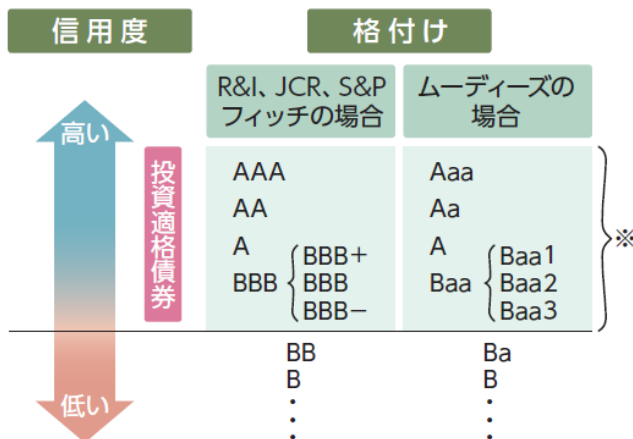 信用度
格付け
R&I、JCR、S&P
フィッチの場合
ムーディーズの
場合
高い
投資適格債券
AAA
Aaa
AA
Aa
A
A
BBB
BBB+
BBB
BBB−
Baa
Baa1
Baa2
Baa3
※
BB
Ba
B
B
低い